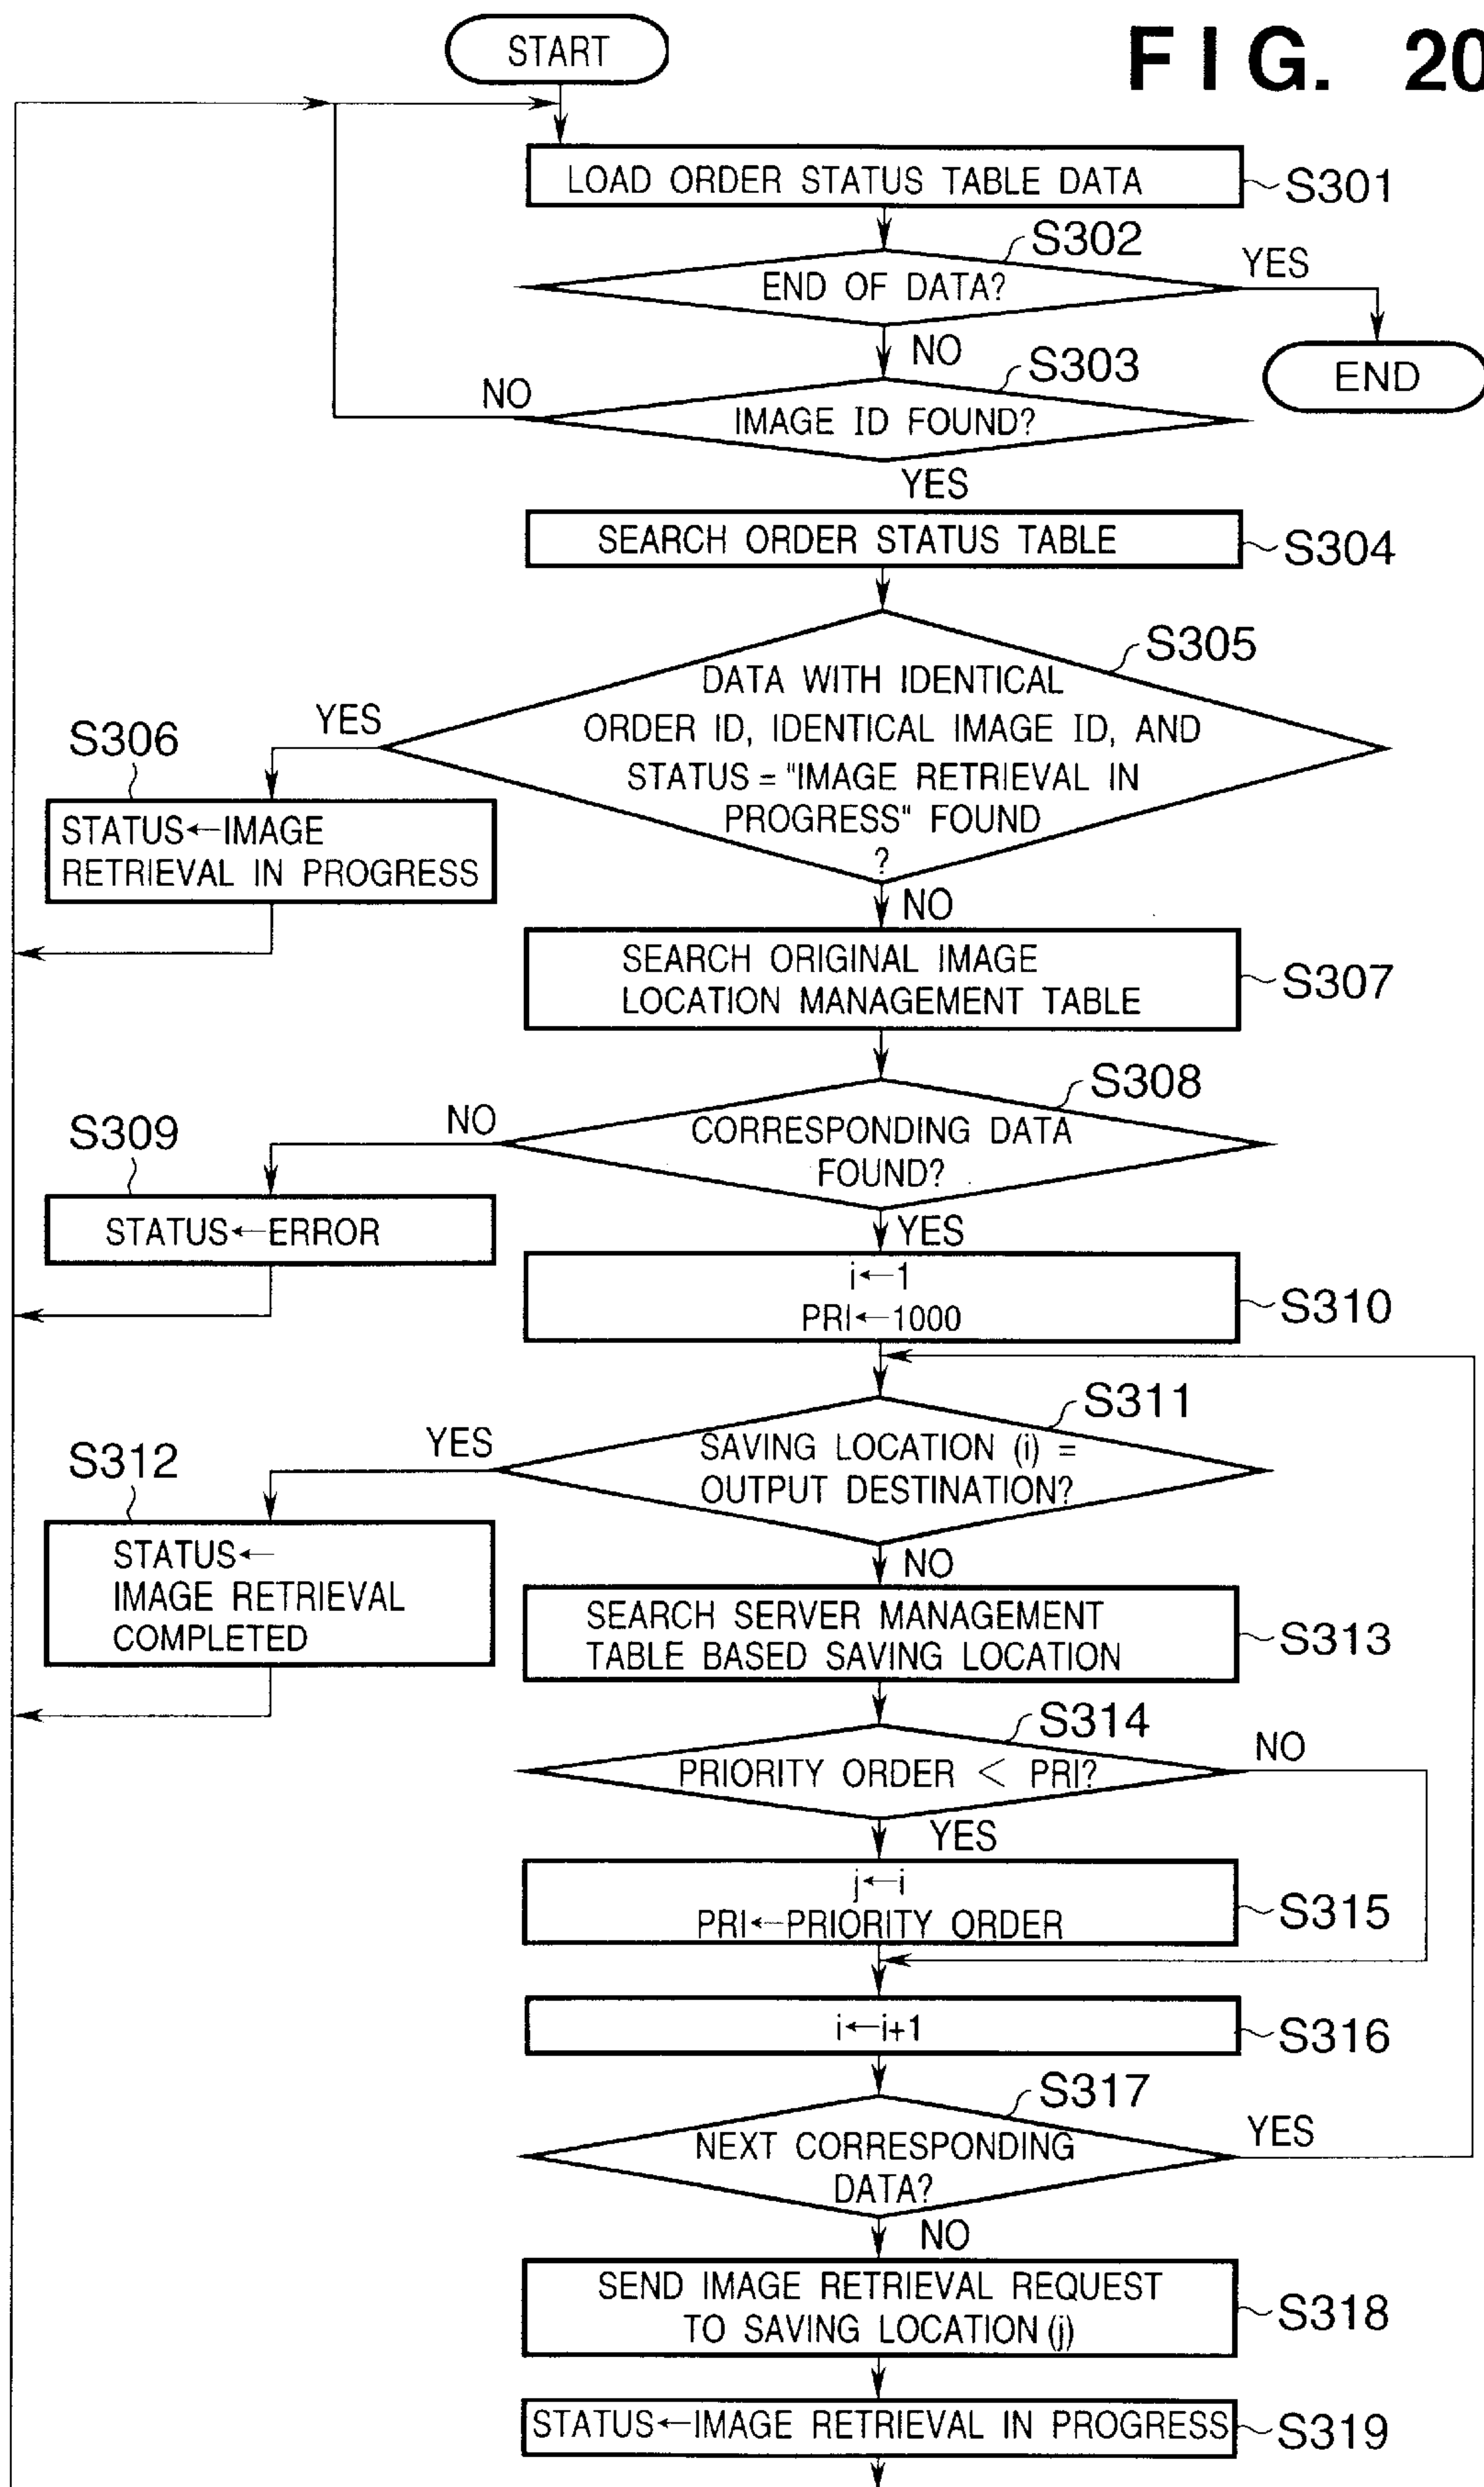 START
FIG. 20
LOAD ORDER STATUS TABLE DATA
S301
S302
END OF DATA?
YES
NO
END
S303
NO
IMAGE ID FOUND?
YES
SEARCH ORDER STATUS TABLE
S304
S305
DATA WITH IDENTICAL
ORDER ID, IDENTICAL IMAGE ID, AND
STATUS = "IMAGE RETRIEVAL IN
PROGRESS" FOUND
?
YES
S306
STATUS←IMAGE
RETRIEVAL IN PROGRESS
NO
SEARCH ORIGINAL IMAGE
LOCATION MANAGEMENT TABLE
S307
S308
CORRESPONDING DATA
FOUND?
NO
S309
STATUS←ERROR
YES
i←1
PRI←1000
S310
S311
SAVING LOCATION (i) =
OUTPUT DESTINATION?
YES
S312
STATUS←
IMAGE RETRIEVAL
COMPLETED
NO
SEARCH SERVER MANAGEMENT
TABLE BASED SAVING LOCATION
S313
S314
PRIORITY ORDER < PRI?
NO
YES
j←i
PRI←PRIORITY ORDER
S315
i←i+1
S316
S317
NEXT CORRESPONDING
DATA?
YES
NO
SEND IMAGE RETRIEVAL REQUEST
TO SAVING LOCATION (j)
S318
STATUS←IMAGE RETRIEVAL IN PROGRESS
S319